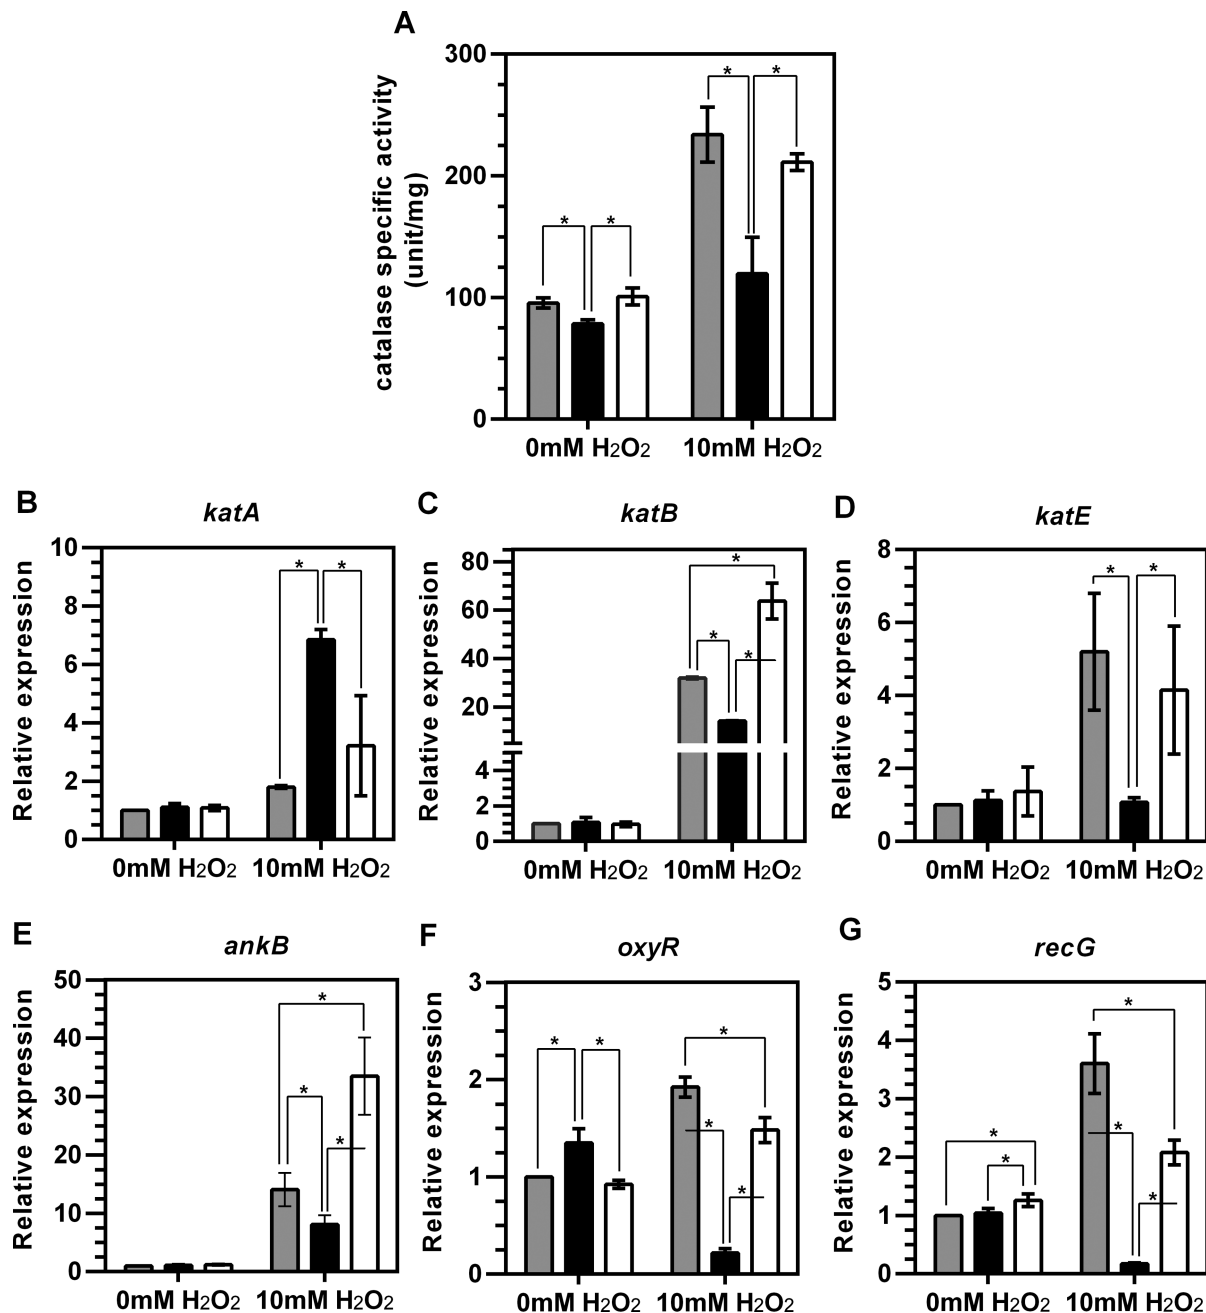 A
catalase specific activity
(unit/mg)
300
200
100
0
* * * *
0mM H2O2 10mM H2O2
B katA
Relative expression
10
8
6
4
2
0
* *
0mM H2O2 10mM H2O2
C katB
Relative expression
80
60
40
20
4
2
0
*
* *
0mM H2O2 10mM H2O2
D katE
Relative expression
8
6
4
2
0
* *
0mM H2O2 10mM H2O2
E ankB
Relative expression
50
40
30
20
10
0
*
*
*
0mM H2O2 10mM H2O2
F oxyR
Relative expression
3
2
1
0
* * *
*
*
0mM H2O2 10mM H2O2
G recG
Relative expression
5
4
3
2
1
0
*
* *
*
*
0mM H2O2 10mM H2O2